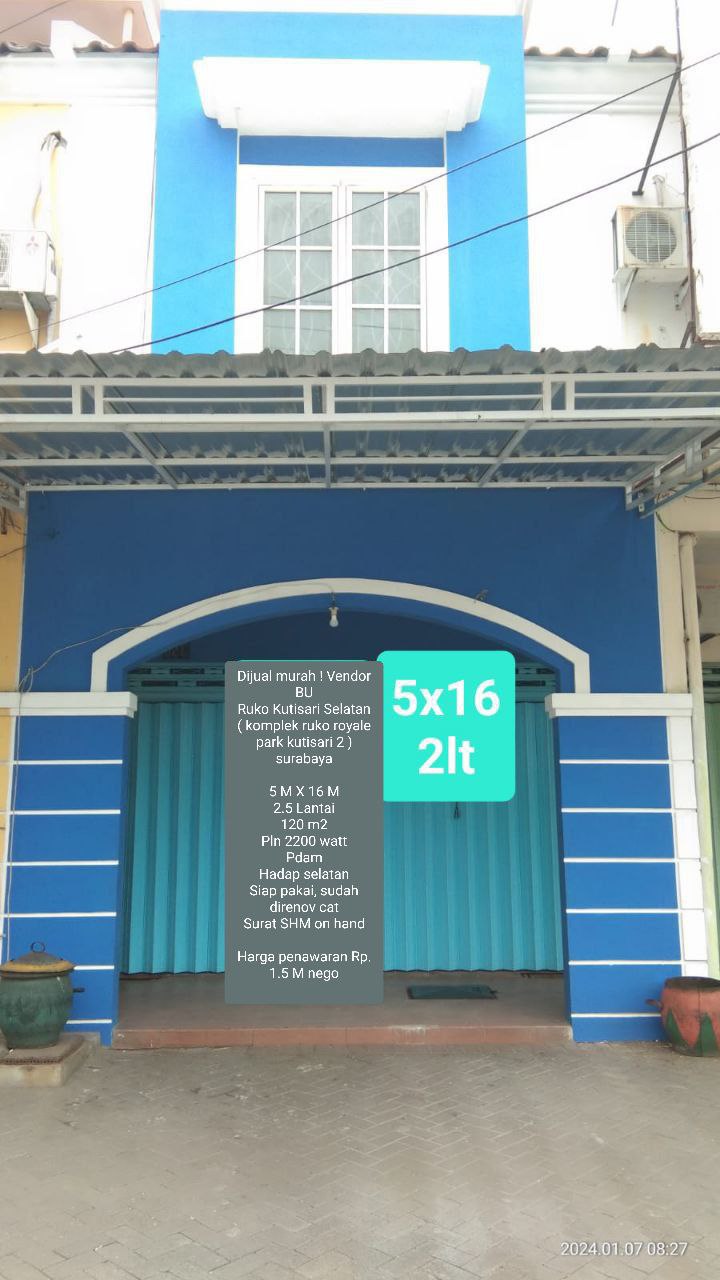 Dijual murah ! Vendor
BU
Ruko Kutisari Selatan
( komplek ruko royale
park kutisari 2 )
surabaya
5 M X 16 M
2.5 Lantai
120 m2
Pln 2200 watt
Pdam
Hadap selatan
Siap pakai, sudah
direnov cat
Surat SHM on hand
Harga penawaran Rp.
1.5 M nego
5x16
2lt
2024.01.07 08:27